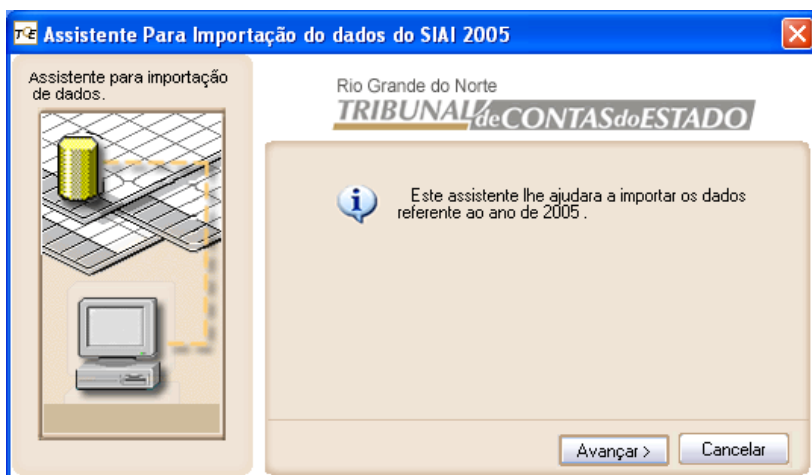 TCE Assistente Para Importação do dados do SIAI 2005
Assistente para importação
de dados.
Rio Grande do Norte
TRIBUNAL de CONTAS do ESTADO
Este assistente lhe ajudara a importar os dados
referente ao ano de 2005 .
Avançar >
Cancelar